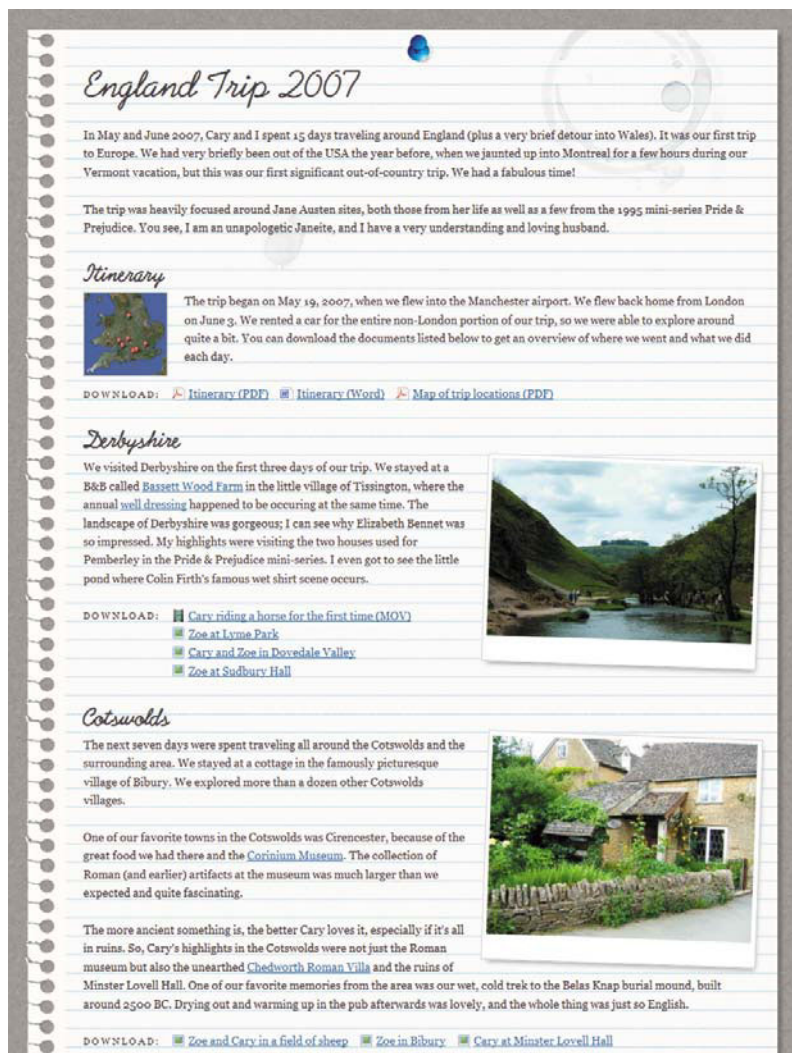 England Trip 2007
In May and June 2007, Cary and I spent 15 days traveling around England (plus a very brief detour into Wales). It was our first trip
to Europe. We had very briefly been out of the USA the year before, when we jaunted up into Montreal for a few hours during our
Vermont vacation, but this was our first significant out-of-country trip. We had a fabulous time!
The trip was heavily focused around Jane Austen sites, both those from her life as well as a few from the 1995 mini-series Pride &
Prejudice. You see, I am an unapologetic Janeite, and I have a very understanding and loving husband.
Itinerary
The trip began on May 19, 2007, when we flew into the Manchester airport. We flew back home from London
on June 3. We rented a car for the entire non-London portion of our trip, so we were able to explore around
quite a bit. You can download the documents listed below to get an overview of where we went and what we did
each day.
DOWNLOAD: Itinerary (PDF) Itinerary (Word) Map of trip locations (PDF)
Derbyshire
We visited Derbyshire on the first three days of our trip. We stayed at a
B&B called Bassett Wood Farm in the little village of Tissington, where the
annual well dressing happened to be occuring at the same time. The
landscape of Derbyshire was gorgeous; I can see why Elizabeth Bennet was
so impressed. My highlights were visiting the two houses used for
Pemberley in the Pride & Prejudice mini-series. I even got to see the little
pond where Colin Firth's famous wet shirt scene occurs.
DOWNLOAD: Cary riding a horse for the first time (MOV)
Zoe at Lyme Park
Cary and Zoe in Dovedale Valley
Zoe at Sudbury Hall
Cotswolds
The next seven days were spent traveling all around the Cotswolds and the
surrounding area. We stayed at a cottage in the famously picturesque
village of Bibury. We explored more than a dozen other Cotswolds
villages.
One of our favorite towns in the Cotswolds was Cirencester, because of the
great food we had there and the Corinium Museum. The collection of
Roman (and earlier) artifacts at the museum was much larger than we
expected and quite fascinating.
The more ancient something is, the better Cary loves it, especially if it's all
in ruins. So, Cary's highlights in the Cotswolds were not just the Roman
museum but also the unearthed Chedworth Roman Villa and the ruins of
Minster Lovell Hall. One of our favorite memories from the area was our wet, cold trek to the Belas Knap burial mound, built
around 2500 BC. Drying out and warming up in the pub afterwards was lovely, and the whole thing was just so English.
DOWNLOAD: Zoe and Cary in a field of sheep Zoe in Bibury Cary at Minster Lovell Hall